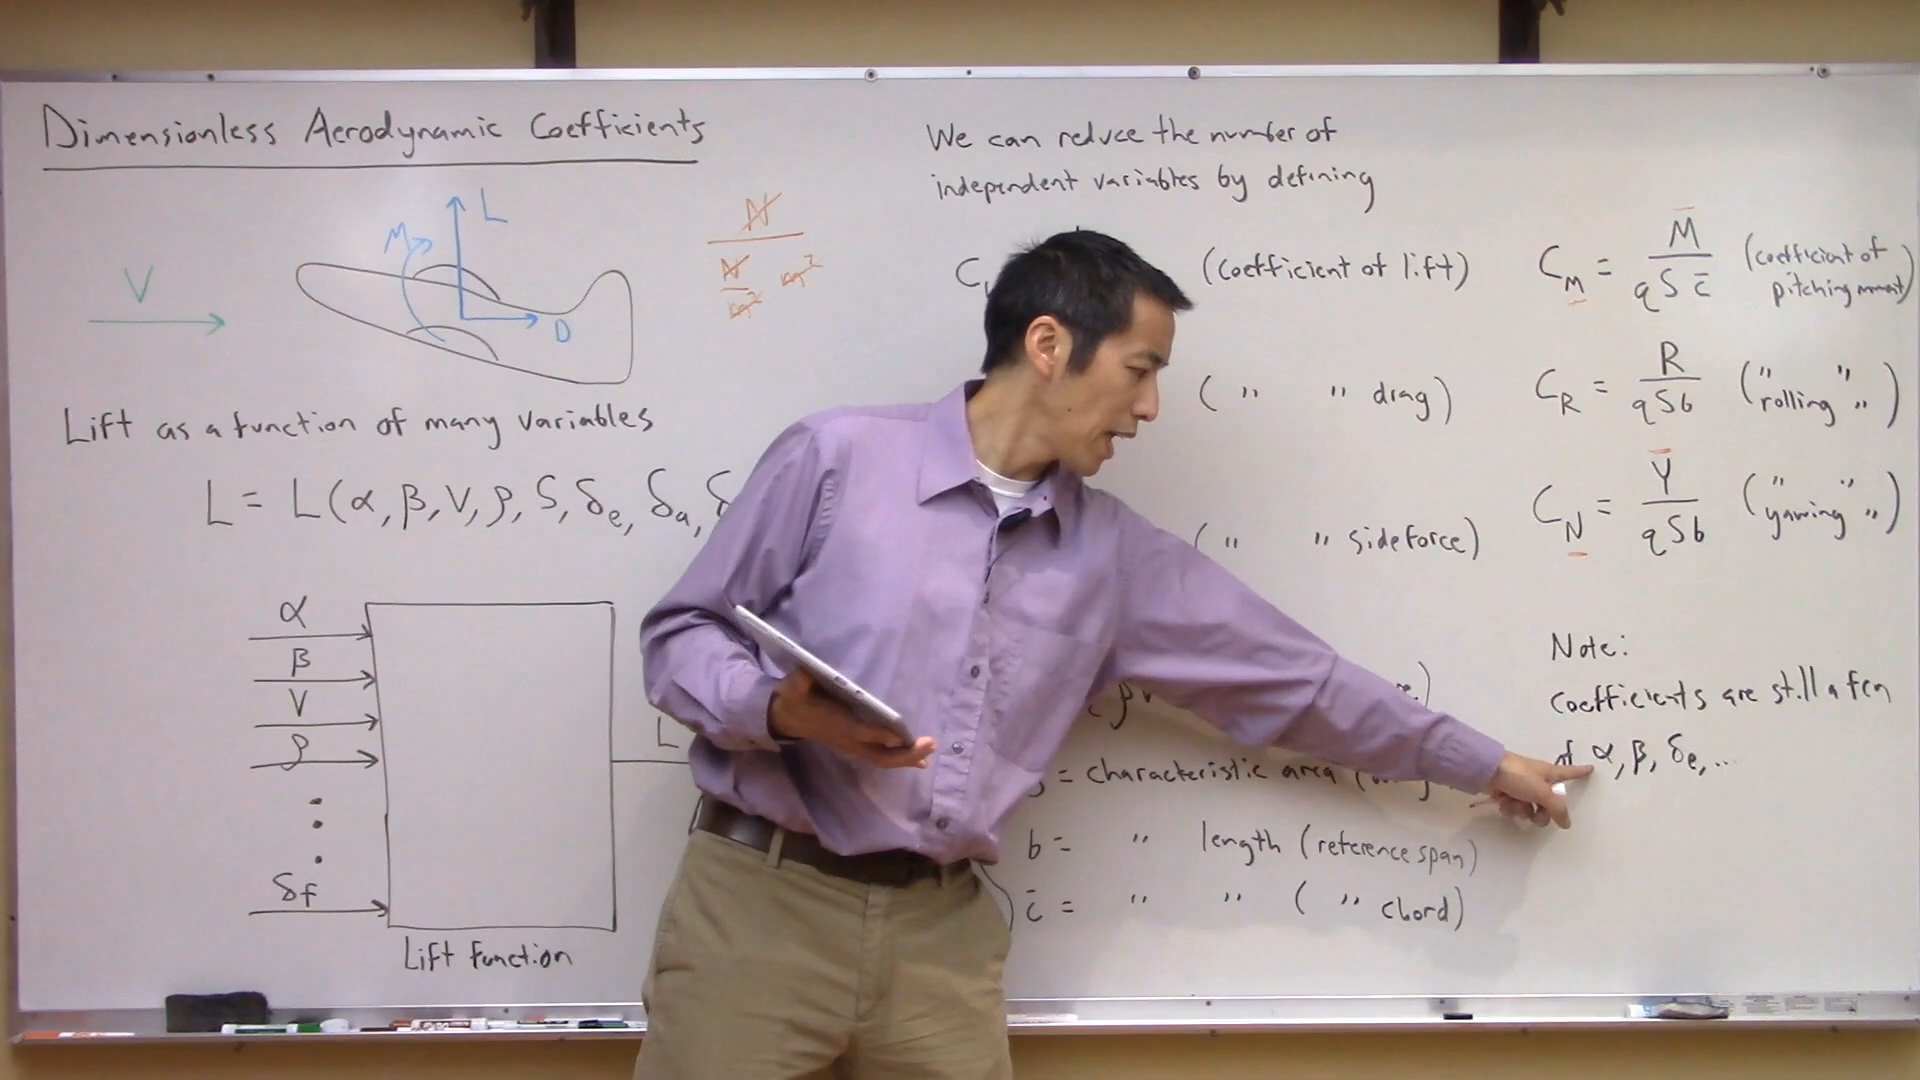 Dimensionless Aerodynamic Coefficients
V
M
L
D
N
N
m² m²
Lift as a function of many variables
L = L(α, β, V, ρ, S, δe, δa, δ
α
β
V
ρ
δf
L
Lift function
We can reduce the number of
independent variables by defining
C (coefficient of lift)
( " " drag)
( " " sideforce)
= characteristic area (
b = " length (reference span)
c̄ = " " ( " chord)
C_M = M / qSc̄ (coefficient of
pitching moment)
C_R = R / qSb ( " "
rolling " )
C_N = Y / qSb ( " "
yawing " )
Note:
Coefficients are still a fcn
of α, β, δe, ...